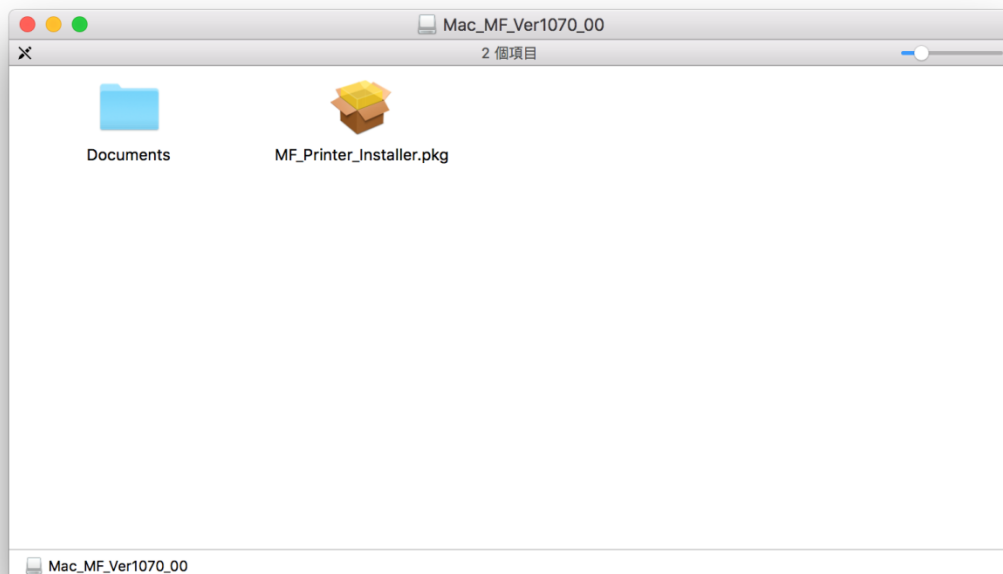 Mac_MF_Ver1070_00
2 個項目
Documents
MF_Printer_Installer.pkg
Mac_MF_Ver1070_00